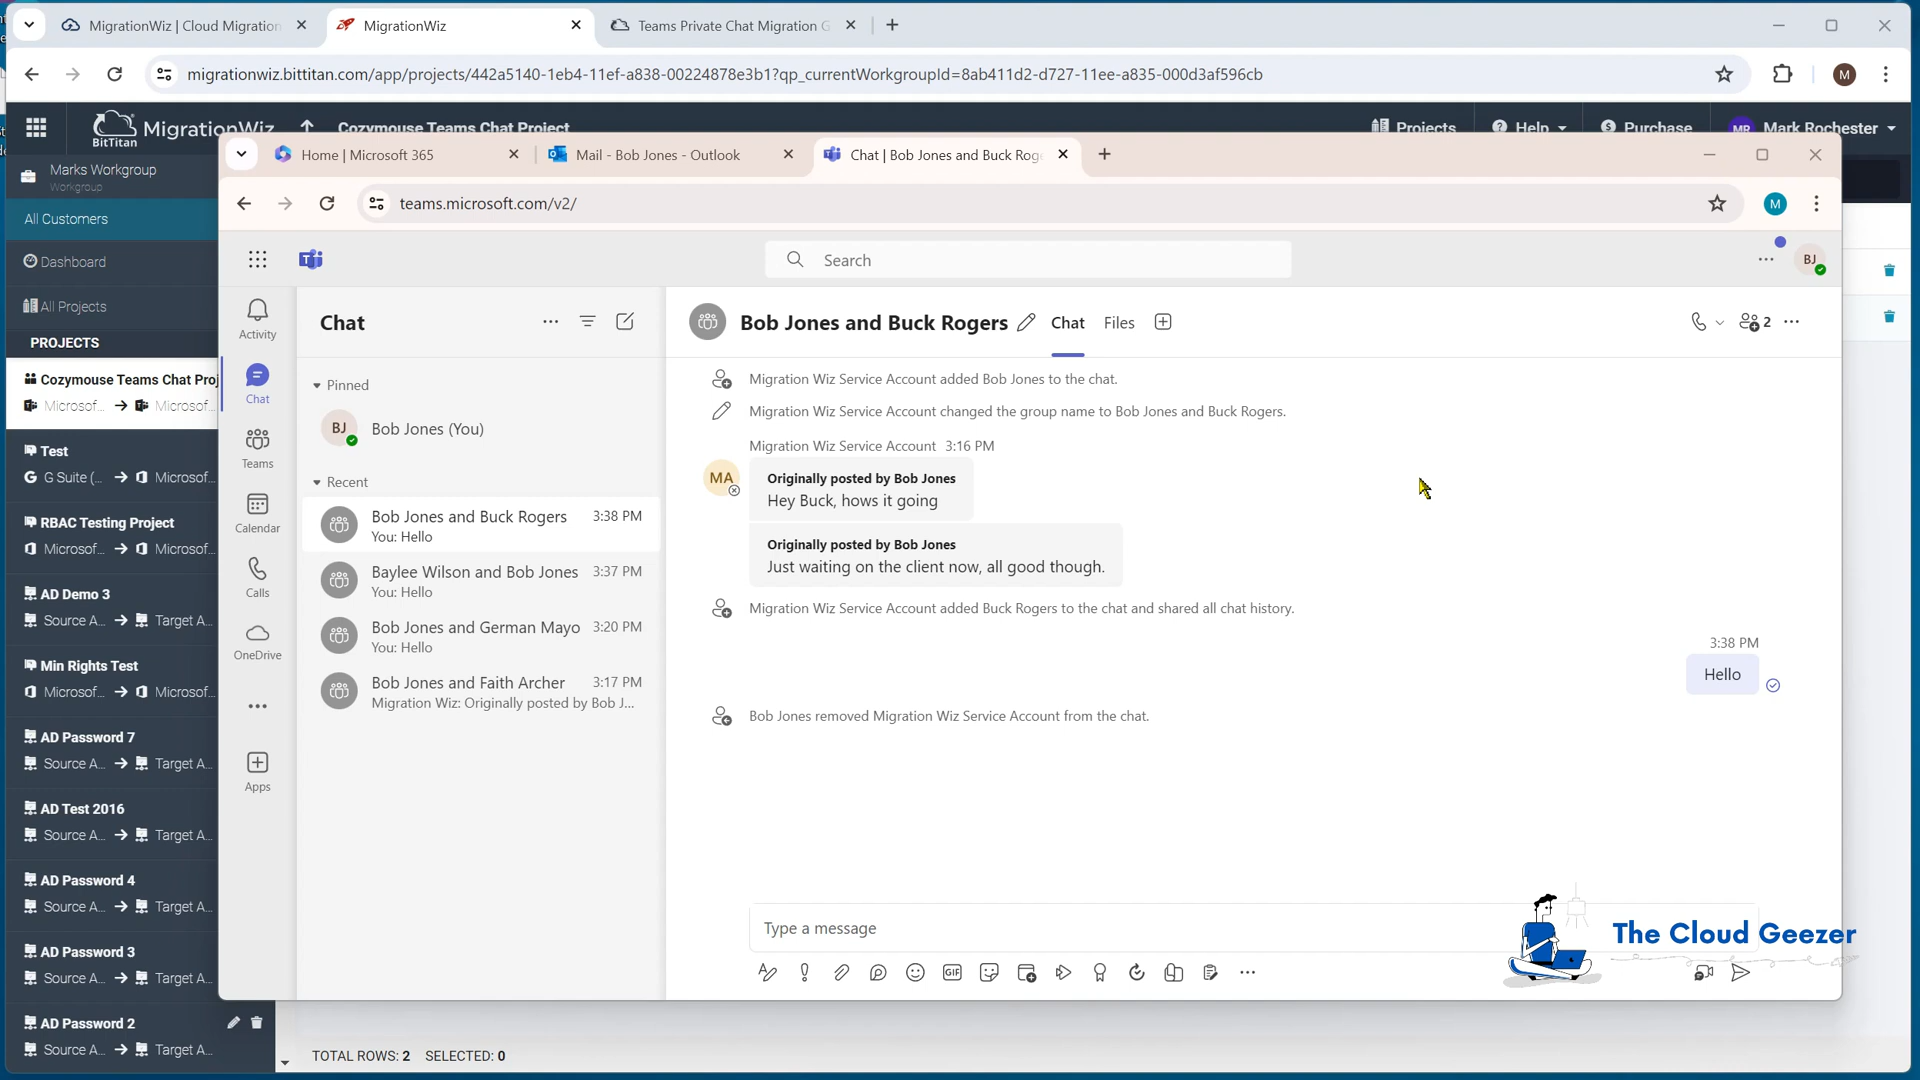 MigrationWiz | Cloud Migration
MigrationWiz
Teams Private Chat Migration G
migrationwiz.bittitan.com/app/projects/442a5140-1eb4-11ef-a838-00224878e3b1?qp_currentWorkgroupId=8ab411d2-d727-11ee-a835-000d3af596cb
M
BitTitan
MigrationWiz
Cozymouse Teams Chat Project
Projects
Help
Purchase
MR
Mark Rochester
Marks Workgroup
Workgroup
All Customers
Dashboard
All Projects
PROJECTS
Cozymouse Teams Chat Proj
Microsof... → Microsof...
Test
G Suite (... → Microsof...
RBAC Testing Project
Microsof... → Microsof...
AD Demo 3
Source A... → Target A...
Min Rights Test
Microsof... → Microsof...
AD Password 7
Source A... → Target A...
AD Test 2016
Source A... → Target A...
AD Password 4
Source A... → Target A...
AD Password 3
Source A... → Target A...
AD Password 2
Source A... → Target A...
TOTAL ROWS: 2 SELECTED: 0
Home | Microsoft 365
Mail - Bob Jones - Outlook
Chat | Bob Jones and Buck Rog
teams.microsoft.com/v2/
M
Search
BJ
Activity
Chat
Teams
Calendar
Calls
OneDrive
Apps
Chat
Pinned
BJ
Bob Jones (You)
Recent
Bob Jones and Buck Rogers 3:38 PM
You: Hello
Baylee Wilson and Bob Jones 3:37 PM
You: Hello
Bob Jones and German Mayo 3:20 PM
You: Hello
Bob Jones and Faith Archer 3:17 PM
Migration Wiz: Originally posted by Bob J...
Bob Jones and Buck Rogers
Chat
Files
2
Migration Wiz Service Account added Bob Jones to the chat.
Migration Wiz Service Account changed the group name to Bob Jones and Buck Rogers.
Migration Wiz Service Account 3:16 PM
MA
Originally posted by Bob Jones
Hey Buck, hows it going
Originally posted by Bob Jones
Just waiting on the client now, all good though.
Migration Wiz Service Account added Buck Rogers to the chat and shared all chat history.
3:38 PM
Hello
Bob Jones removed Migration Wiz Service Account from the chat.
Type a message
GIF
The Cloud Geezer